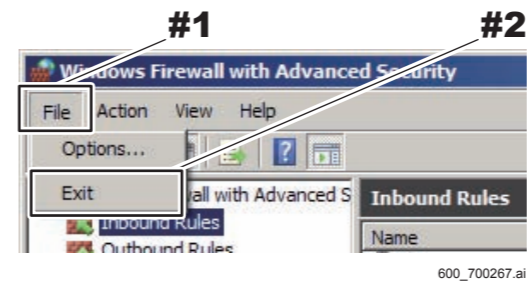 #1 #2
Windows Firewall with Advanced Security
File Action View Help
Options...
Exit
wall with Advanced S
Inbound Rules
Inbound Rules
Name
Outbound Rules
600_700267.ai